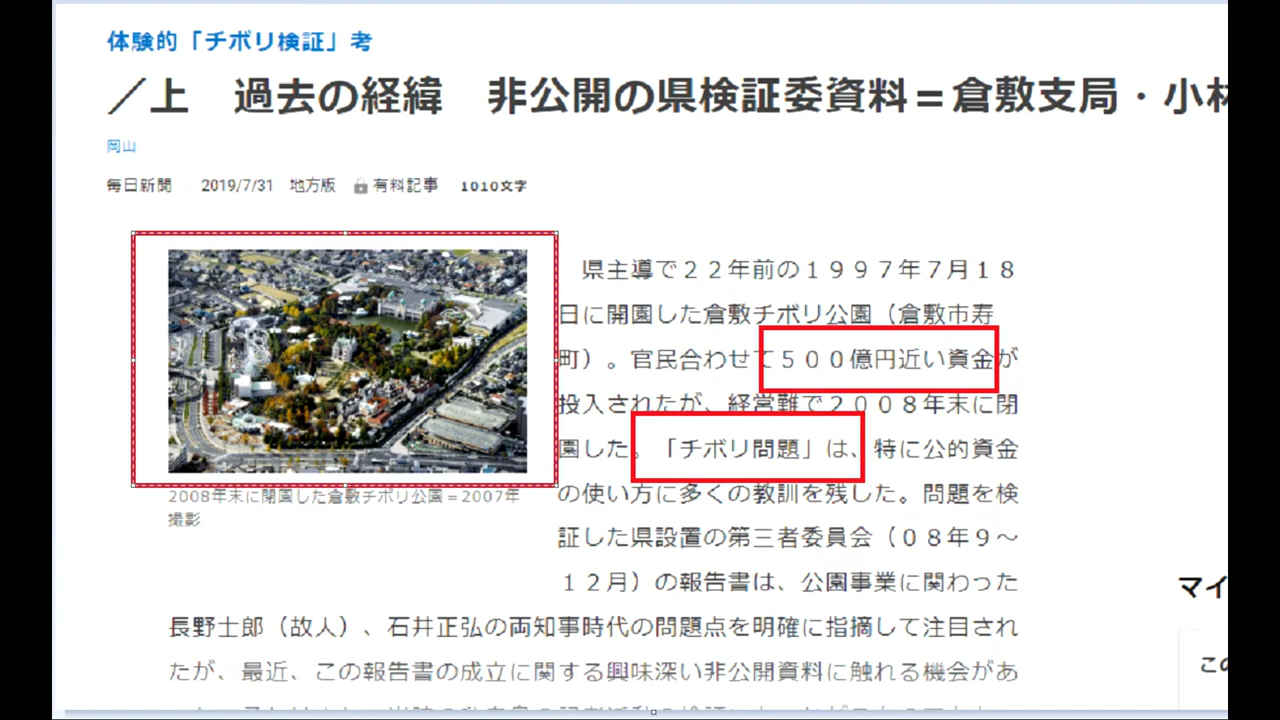 体験的「チボリ検証」考
／上　過去の経緯　非公開の県検証委資料＝倉敷支局・小林
岡山
毎日新聞　2019/7/31　地方版　有料記事　1010文字
県主導で２２年前の１９９７年７月１８
日に開園した倉敷チボリ公園（倉敷市寿
町）。官民合わせて５００億円近い資金が
投入されたが、経営難で２００８年末に閉
園した。「チボリ問題」は、特に公的資金
の使い方に多くの教訓を残した。問題を検
証した県設置の第三者委員会（０８年９～
１２月）の報告書は、公園事業に関わった
長野士郎（故人）、石井正弘の両知事時代の問題点を明確に指摘して注目され
たが、最近、この報告書の成立に関する興味深い非公開資料に触れる機会があ
2008年末に閉園した倉敷チボリ公園＝2007年
撮影
マイ
この